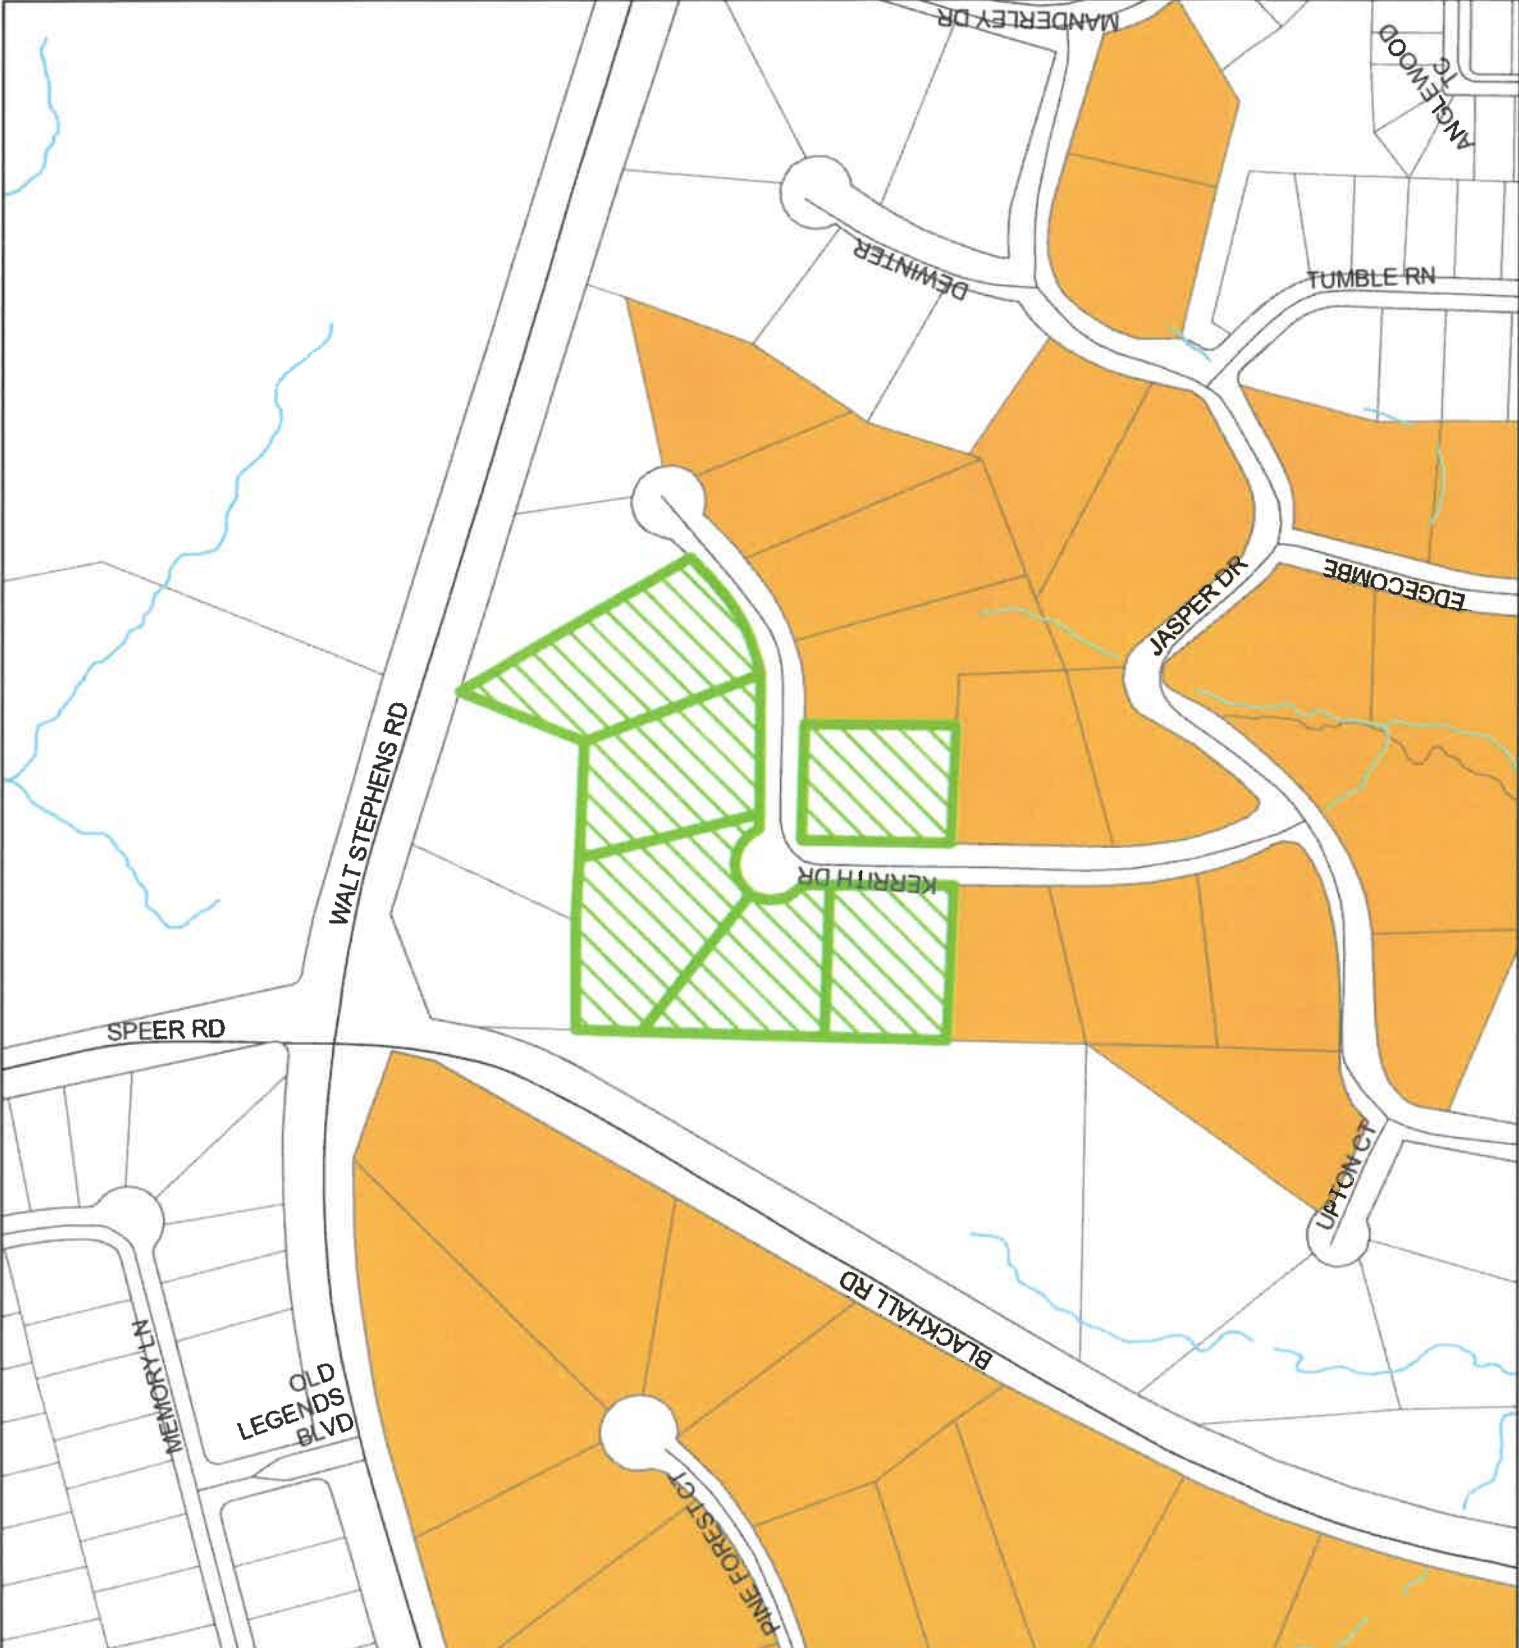 MANDERLEY DR
ANGLEWOOD
TC
DEWINTER
TUMBLE RN
EDGECOMBE
JASPER DR
WALT STEPHENS RD
KERRITH DR
SPEER RD
UPTON CT
BLACKHALL RD
MEMORY LN
OLD
LEGENDS
BLVD
PINE FOREST CT